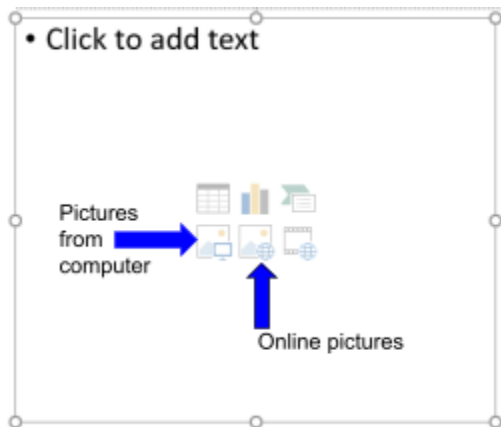 • Click to add text
Pictures
from
computer
Online pictures